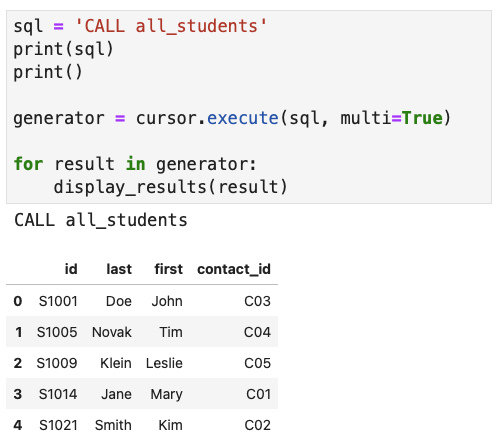 sql = 'CALL all_students'
print(sql)
print()
generator = cursor.execute(sql, multi=True)
for result in generator:
    display_results(result)
CALL all_students
id last first contact_id
0 S1001 Doe John C03
1 S1005 Novak Tim C04
2 S1009 Klein Leslie C05
3 S1014 Jane Mary C01
4 S1021 Smith Kim C02